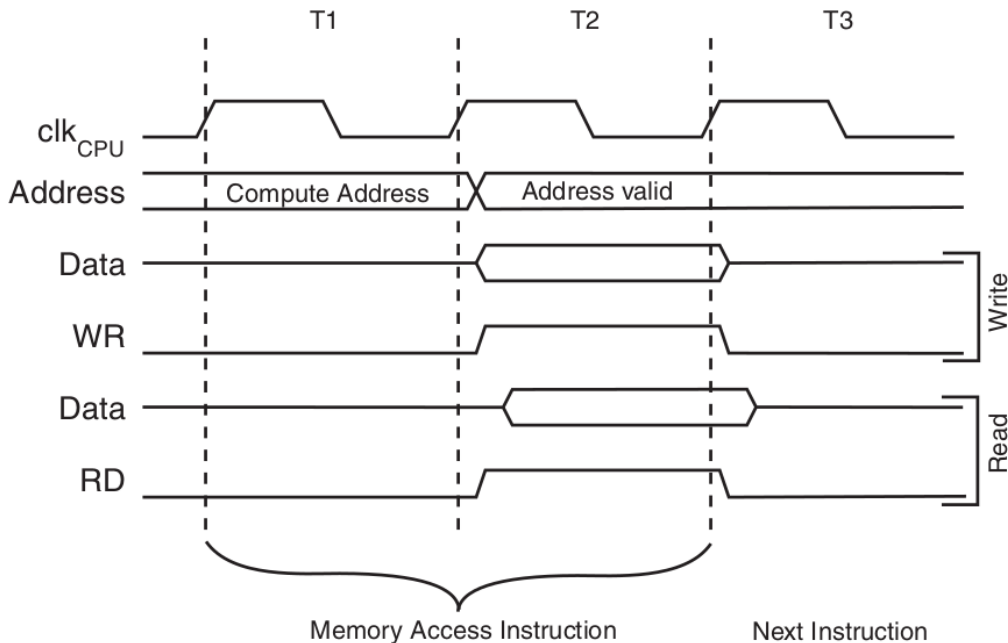 T1 T2 T3
clkCPU
Address Compute Address Address valid
Data
WR
Write
Data
RD
Read
Memory Access Instruction Next Instruction